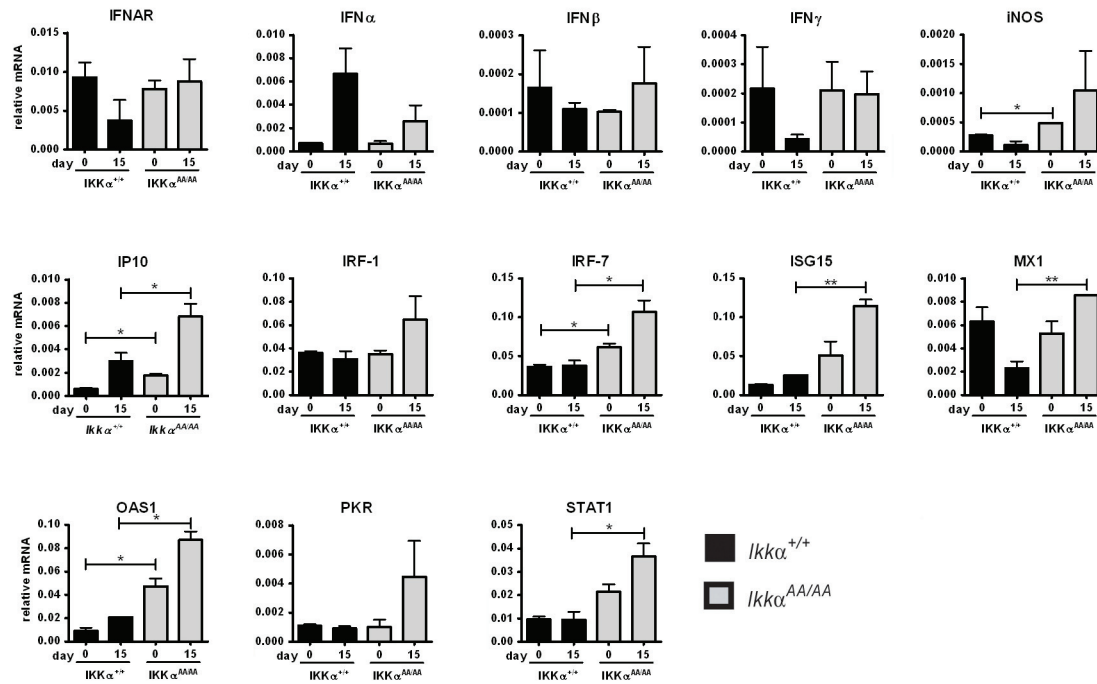 IFNAR
relative mRNA
0.015
0.010
0.005
0.000
day 0 15 0 15
IKKα+/+ IKKαAA/AA
IFNα
0.010
0.008
0.006
0.004
0.002
0.000
day 0 15 0 15
IKKα+/+ IKKαAA/AA
IFNβ
0.0003
0.0002
0.0001
0.0000
day 0 15 0 15
IKKα+/+ IKKαAA/AA
IFNγ
0.0004
0.0003
0.0002
0.0001
0.0000
day 0 15 0 15
IKKα+/+ IKKαAA/AA
iNOS
0.0020
0.0015
0.0010
0.0005
0.0000
*
day 0 15 0 15
IKKα+/+ IKKαAA/AA
IP10
relative mRNA
0.010
0.008
0.006
0.004
0.002
0.000
*
*
day 0 15 0 15
Ikkα+/+ IkkαAA/AA
IRF-1
0.10
0.08
0.06
0.04
0.02
0.00
day 0 15 0 15
IKKα+/+ IKKαAA/AA
IRF-7
0.15
0.10
0.05
0.00
*
*
day 0 15 0 15
IKKα+/+ IKKαAA/AA
ISG15
0.15
0.10
0.05
0.00
**
day 0 15 0 15
IKKα+/+ IKKαAA/AA
MX1
0.010
0.008
0.006
0.004
0.002
0.000
**
day 0 15 0 15
IKKα+/+ IKKαAA/AA
OAS1
relative mRNA
0.10
0.08
0.06
0.04
0.02
0.00
*
*
day 0 15 0 15
IKKα+/+ IKKαAA/AA
PKR
0.008
0.006
0.004
0.002
0.000
day 0 15 0 15
IKKα+/+ IKKαAA/AA
STAT1
0.05
0.04
0.03
0.02
0.01
0.00
*
day 0 15 0 15
IKKα+/+ IKKαAA/AA
Ikkα+/+
IkkαAA/AA